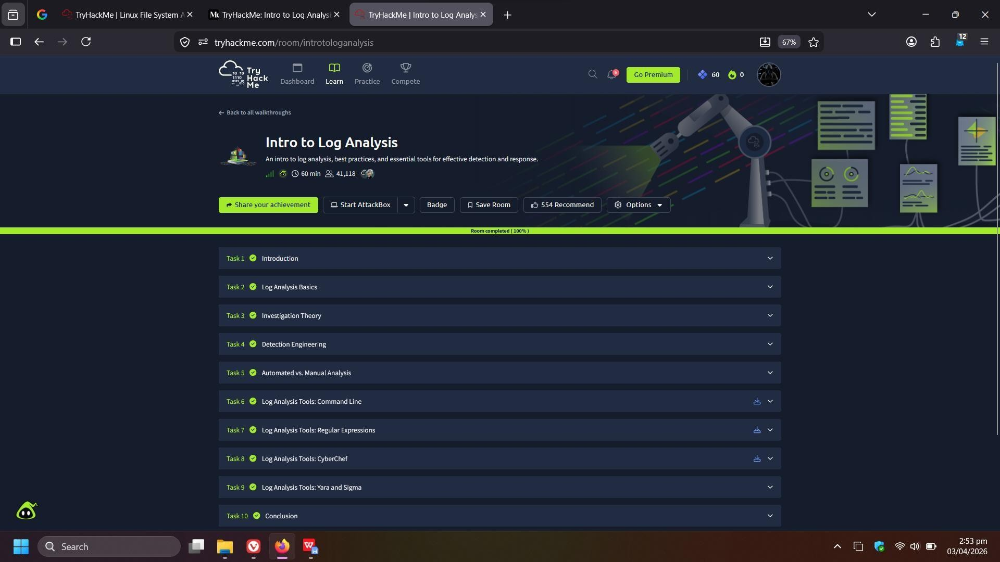 TryHackMe | Linux File System A
TryHackMe: Intro to Log Analysi
TryHackMe | Intro to Log Analys
tryhackme.com/room/introtologanalysis
67%
12
Try
Hack
Me
Dashboard
Learn
Practice
Compete
6
Go Premium
60
0
Back to all walkthroughs
Intro to Log Analysis
An intro to log analysis, best practices, and essential tools for effective detection and response.
60 min
41,118
Share your achievement
Start AttackBox
Badge
Save Room
554 Recommend
Options
Room completed ( 100% )
Task 1 Introduction
Task 2 Log Analysis Basics
Task 3 Investigation Theory
Task 4 Detection Engineering
Task 5 Automated vs. Manual Analysis
Task 6 Log Analysis Tools: Command Line
Task 7 Log Analysis Tools: Regular Expressions
Task 8 Log Analysis Tools: CyberChef
Task 9 Log Analysis Tools: Yara and Sigma
Task 10 Conclusion
Search
2:53 pm
03/04/2026